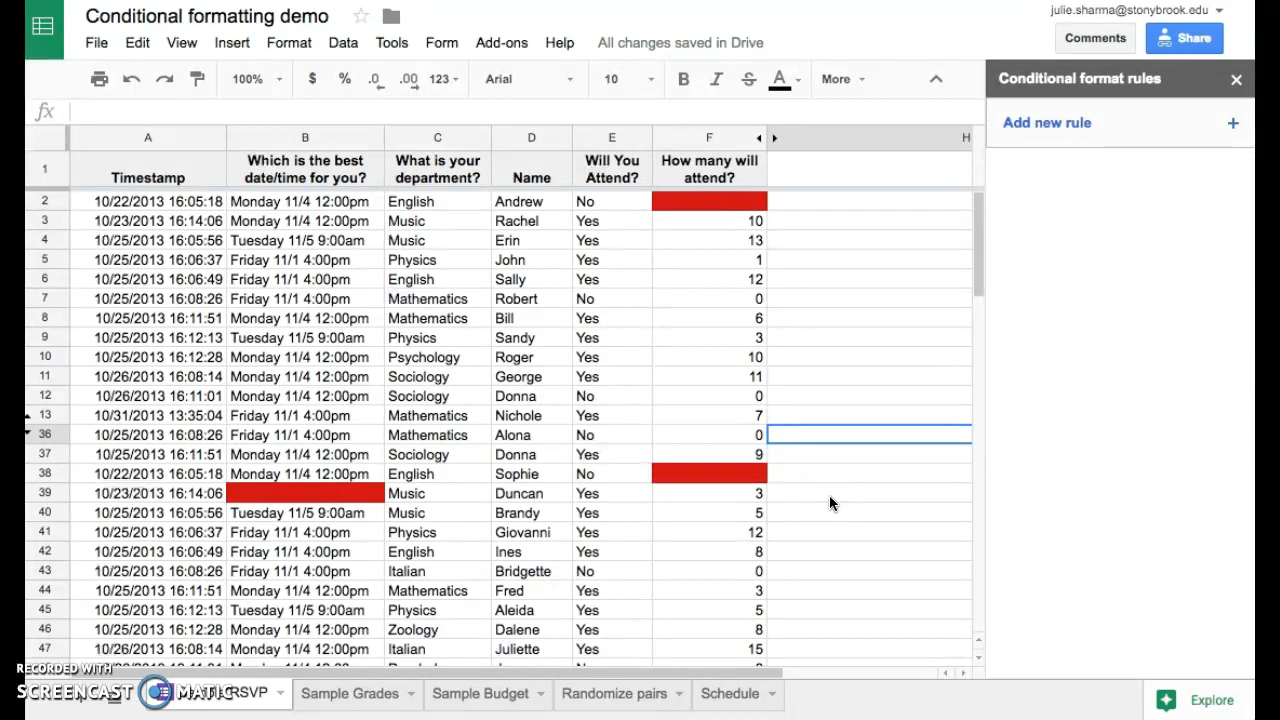 Conditional formatting demo
julie.sharma@stonybrook.edu
File Edit View Insert Format Data Tools Form Add-ons Help All changes saved in Drive
Comments Share
100% $ % .0 .00 123 Arial 10 B I S A More
Conditional format rules
fx
Add new rule +
A B C D E F H
1 Timestamp Which is the best date/time for you? What is your department? Name Will You Attend? How many will attend?
2 10/22/2013 16:05:18 Monday 11/4 12:00pm English Andrew No
3 10/23/2013 16:14:06 Monday 11/4 12:00pm Music Rachel Yes 10
4 10/25/2013 16:05:56 Tuesday 11/5 9:00am Music Erin Yes 13
5 10/25/2013 16:06:37 Friday 11/1 4:00pm Physics John Yes 1
6 10/25/2013 16:06:49 Friday 11/1 4:00pm English Sally Yes 12
7 10/25/2013 16:08:26 Friday 11/1 4:00pm Mathematics Robert No 0
8 10/25/2013 16:11:51 Monday 11/4 12:00pm Mathematics Bill Yes 6
9 10/25/2013 16:12:13 Tuesday 11/5 9:00am Physics Sandy Yes 3
10 10/25/2013 16:12:28 Monday 11/4 12:00pm Psychology Roger Yes 10
11 10/26/2013 16:08:14 Monday 11/4 12:00pm Sociology George Yes 11
12 10/26/2013 16:11:01 Monday 11/4 12:00pm Sociology Donna No 0
13 10/31/2013 13:35:04 Friday 11/1 4:00pm Mathematics Nichole Yes 7
36 10/25/2013 16:08:26 Friday 11/1 4:00pm Mathematics Alona No 0
37 10/25/2013 16:11:51 Monday 11/4 12:00pm Sociology Donna Yes 9
38 10/22/2013 16:05:18 Monday 11/4 12:00pm English Sophie No
39 10/23/2013 16:14:06 Music Duncan Yes 3
40 10/25/2013 16:05:56 Tuesday 11/5 9:00am Music Brandy Yes 5
41 10/25/2013 16:06:37 Friday 11/1 4:00pm Physics Giovanni Yes 12
42 10/25/2013 16:06:49 Friday 11/1 4:00pm English Ines Yes 8
43 10/25/2013 16:08:26 Friday 11/1 4:00pm Italian Bridgette No 0
44 10/25/2013 16:11:51 Monday 11/4 12:00pm Mathematics Fred Yes 3
45 10/25/2013 16:12:13 Tuesday 11/5 9:00am Physics Aleida Yes 5
46 10/25/2013 16:12:28 Monday 11/4 12:00pm Zoology Dalene Yes 8
47 10/25/2013 16:08:14 Monday 11/4 12:00pm Italian Juliette Yes 15
RECORDED WITH
SCREENCAST MATIC
RSVP Sample Grades Sample Budget Randomize pairs Schedule Explore